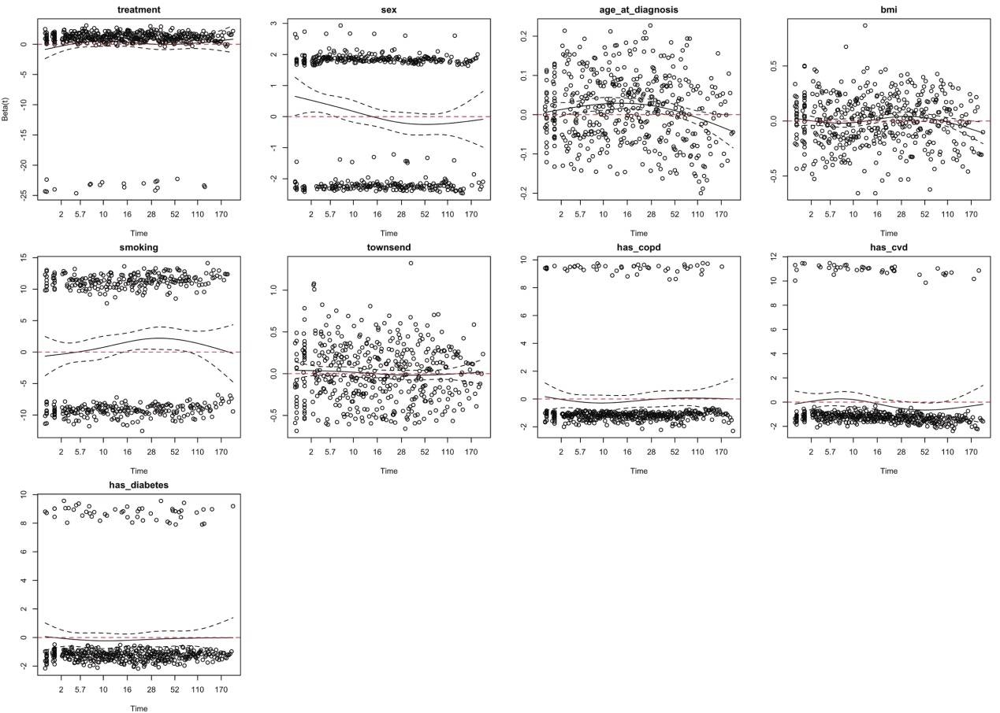 treatment
Beta(t)
0
-5
-10
-15
-20
-25
2 5.7 10 16 28 52 110 170
Time
sex
3
2
1
0
-1
-2
2 5.7 10 16 28 52 110 170
Time
age_at_diagnosis
0.2
0.1
0.0
-0.1
-0.2
2 5.7 10 16 28 52 110 170
Time
bmi
0.5
0.0
-0.5
2 5.7 10 16 28 52 110 170
Time
smoking
15
10
5
0
-5
-10
2 5.7 10 16 28 52 110 170
Time
townsend
1.0
0.5
0.0
-0.5
2 5.7 10 16 28 52 110 170
Time
has_copd
10
8
6
4
2
0
-2
2 5.7 10 16 28 52 110 170
Time
has_cvd
12
10
8
6
4
2
0
-2
2 5.7 10 16 28 52 110 170
Time
has_diabetes
10
8
6
4
2
0
-2
2 5.7 10 16 28 52 110 170
Time